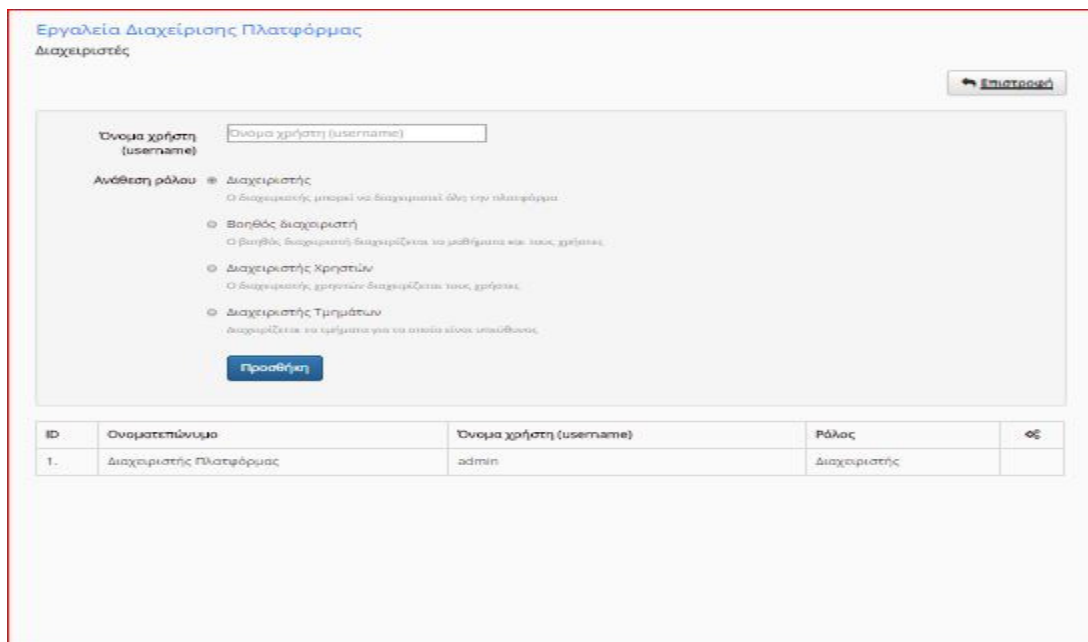 Εργαλεία Διαχείρισης Πλατφόρμας
Διαχειριστές
Επιστροφή
Όνομα χρήστη (username)
Όνομα χρήστη (username)
Ανάθεση ρόλου
Διαχειριστής
Ο διαχειριστής μπορεί να διαχειριστεί όλη την πλατφόρμα
Βοηθός διαχειριστή
Ο βοηθός διαχειριστή διαχειρίζεται τα μαθήματα και τους χρήστες
Διαχειριστής Χρηστών
Ο διαχειριστής χρηστών διαχειρίζεται τους χρήστες
Διαχειριστής Τμημάτων
Διαχειρίζεται τα τμήματα για τα οποία είναι υπεύθυνος
Προσθήκη
ID Ονοματεπώνυμο Όνομα χρήστη (username) Ρόλος
1. Διαχειριστής Πλατφόρμας admin Διαχειριστής